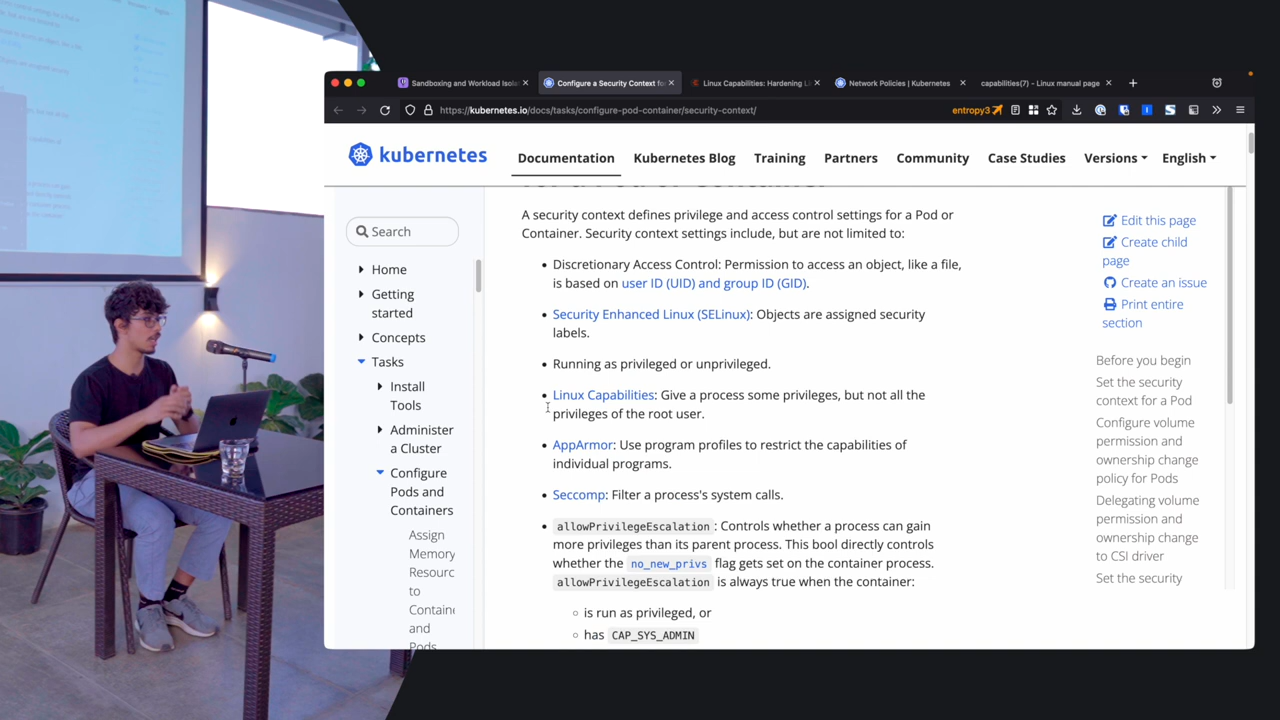 Sandboxing and Workload Isola
Configure a Security Context fo
Linux Capabilities: Hardening Li
Network Policies | Kubernetes
capabilities(7) - Linux manual page
https://kubernetes.io/docs/tasks/configure-pod-container/security-context/
entropy3
kubernetes
Documentation
Kubernetes Blog
Training
Partners
Community
Case Studies
Versions
English
for a Pod or Container
Search
Home
Getting
started
Concepts
Tasks
Install
Tools
Administer
a Cluster
Configure
Pods and
Containers
Assign
Memory
Resourc
to
Containe
and
Pods
A security context defines privilege and access control settings for a Pod or
Container. Security context settings include, but are not limited to:
• Discretionary Access Control: Permission to access an object, like a file,
is based on user ID (UID) and group ID (GID).
• Security Enhanced Linux (SELinux): Objects are assigned security
labels.
• Running as privileged or unprivileged.
• Linux Capabilities: Give a process some privileges, but not all the
privileges of the root user.
• AppArmor: Use program profiles to restrict the capabilities of
individual programs.
• Seccomp: Filter a process's system calls.
• allowPrivilegeEscalation: Controls whether a process can gain
more privileges than its parent process. This bool directly controls
whether the no_new_privs flag gets set on the container process.
allowPrivilegeEscalation is always true when the container:
◦ is run as privileged, or
◦ has CAP_SYS_ADMIN
Edit this page
Create child
page
Create an issue
Print entire
section
Before you begin
Set the security
context for a Pod
Configure volume
permission and
ownership change
policy for Pods
Delegating volume
permission and
ownership change
to CSI driver
Set the security